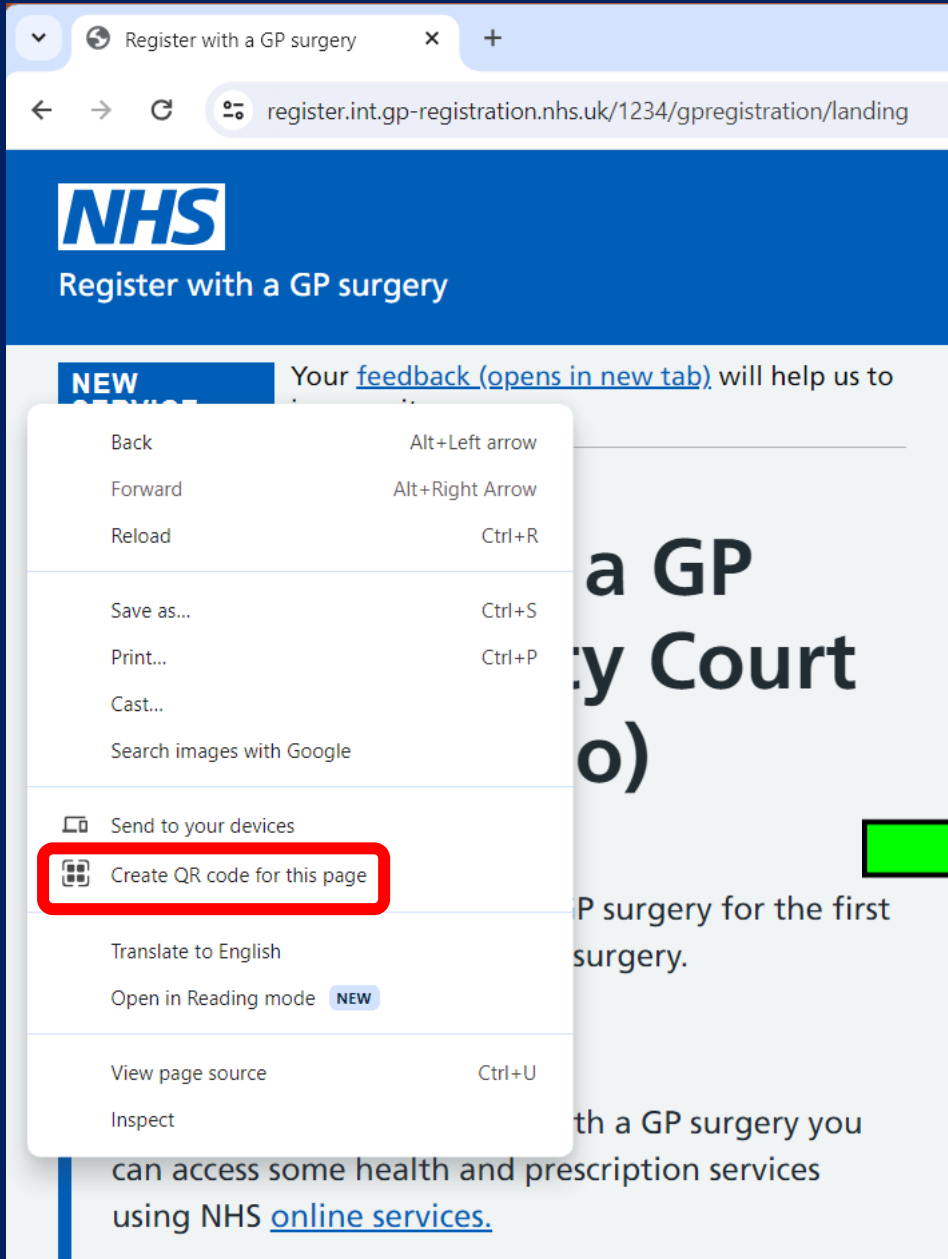 Register with a GP surgery
register.int.gp-registration.nhs.uk/1234/gpregistration/landing
NHS
Register with a GP surgery
NEW
Your feedback (opens in new tab) will help us to
Back Alt+Left arrow
Forward Alt+Right Arrow
Reload Ctrl+R
a GP
Save as... Ctrl+S
Print... Ctrl+P
ty Court
Cast...
Search images with Google
o)
Send to your devices
Create QR code for this page
P surgery for the first
Translate to English
surgery.
Open in Reading mode NEW
View page source Ctrl+U
Inspect
th a GP surgery you
can access some health and prescription services
using NHS online services.